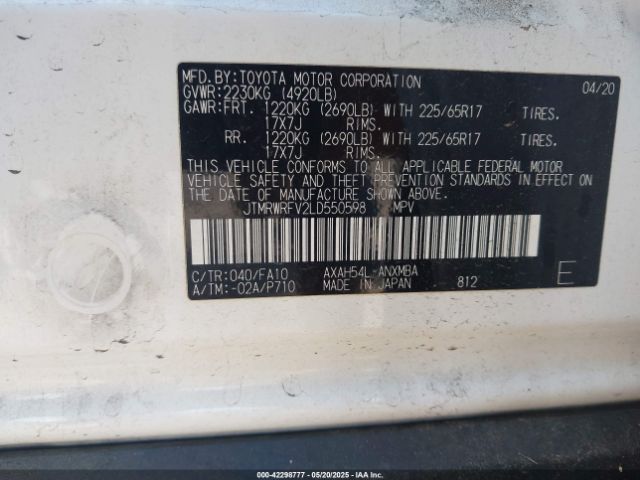 MFD.BY:TOYOTA MOTOR CORPORATION 04/20
GVWR:2230KG (4920LB)
GAWR:FRT. 1220KG (2690LB) WITH 225/65R17 TIRES.
17X7J RIMS.
RR. 1220KG (2690LB) WITH 225/65R17 TIRES.
17X7J RIMS.
THIS VEHICLE CONFORMS TO ALL APPLICABLE FEDERAL MOTOR
VEHICLE SAFETY AND THEFT PREVENTION STANDARDS IN EFFECT
ON THE DATE OF MANUFACTURE SHOWN ABOVE.
JTMRWRFV2LD550598 MPV
C/TR:040/FA10 AXAH54L-ANXMBA
A/TM:-02A/P710 MADE IN JAPAN 812 E
000-42298777 - 05/20/2025 - IAA Inc.